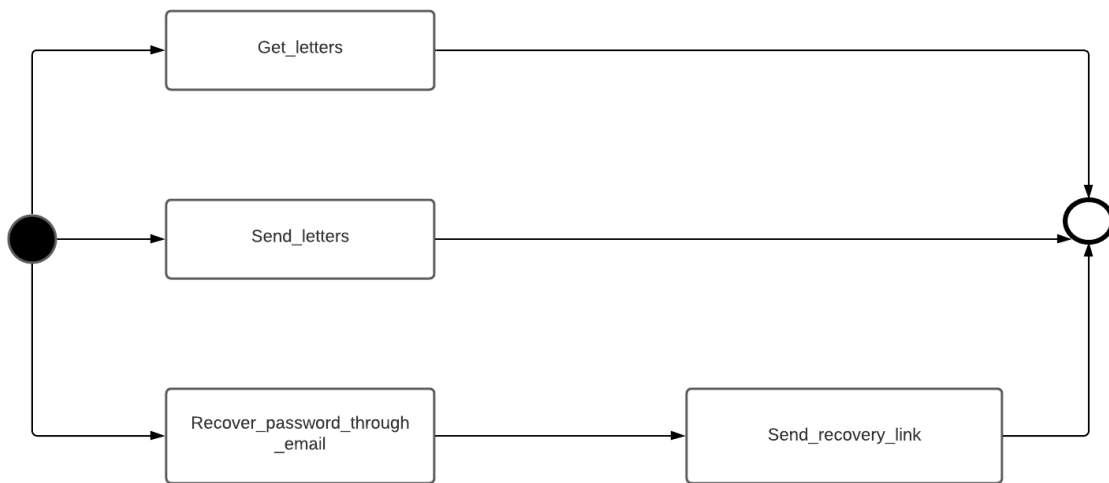 Get_letters
Send_letters
Recover_password_through
_email
Send_recovery_link